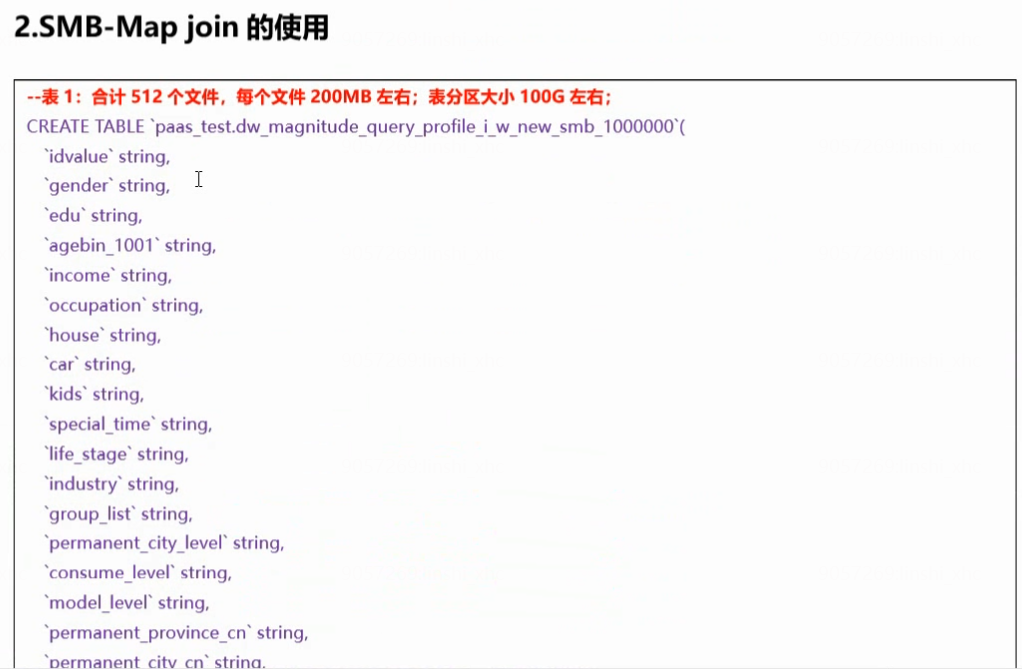 2.SMB-Map join 的使用
--表 1：合计 512 个文件，每个文件 200MB 左右；表分区大小 100G 左右；
CREATE TABLE `paas_test.dw_magnitude_query_profile_i_w_new_smb_1000000`(
`idvalue` string,
`gender` string,
`edu` string,
`agebin_1001` string,
`income` string,
`occupation` string,
`house` string,
`car` string,
`kids` string,
`special_time` string,
`life_stage` string,
`industry` string,
`group_list` string,
`permanent_city_level` string,
`consume_level` string,
`model_level` string,
`permanent_province_cn` string,
`permanent_city_cn` string,